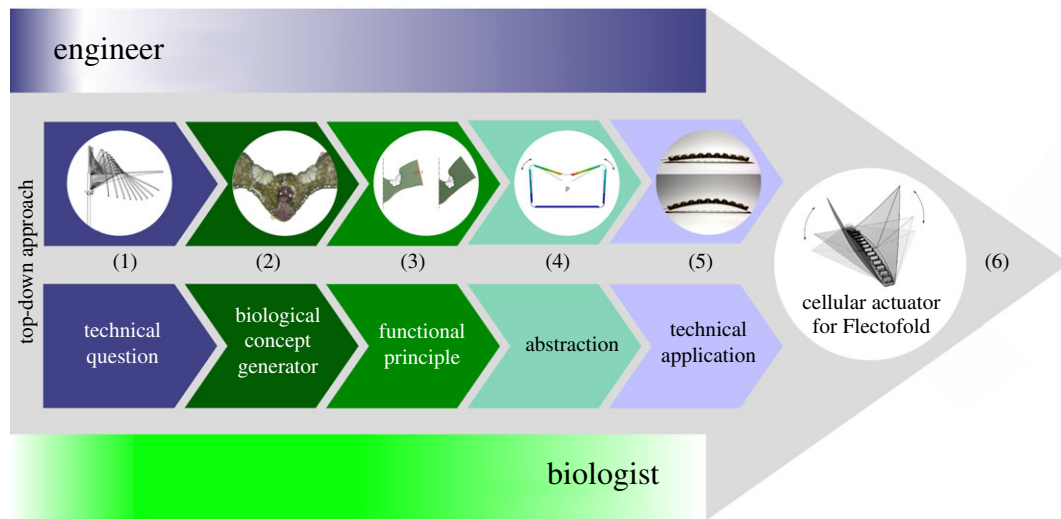 engineer
top-down approach
(1)
(2)
(3)
P
(4)
(5)
(6)
technical
question
biological
concept
generator
functional
principle
abstraction
technical
application
cellular actuator
for Flectofold
biologist